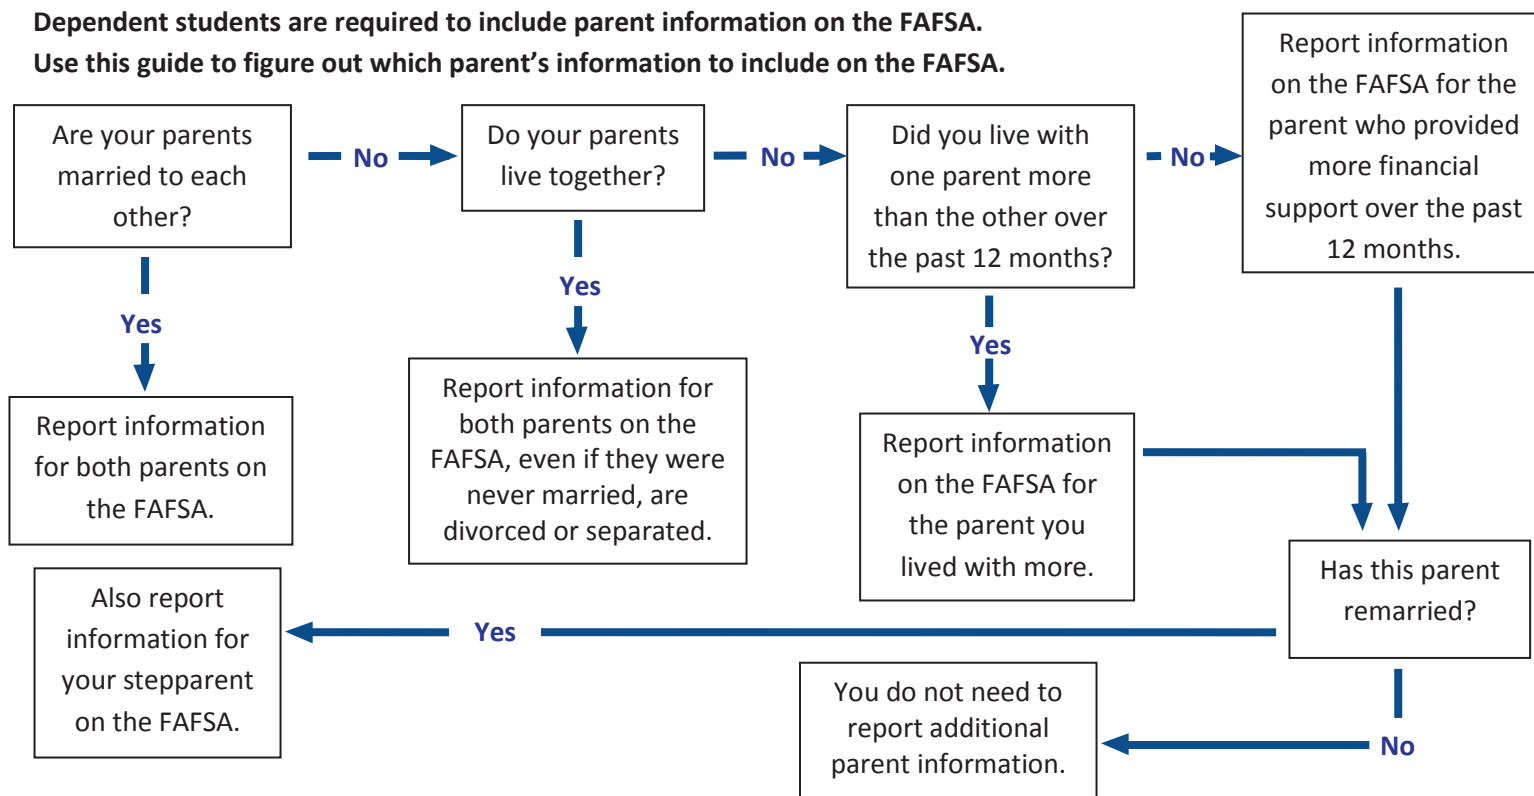 Dependent students are required to include parent information on the FAFSA.
Use this guide to figure out which parent’s information to include on the FAFSA.
Are your parents
married to each
other?
No
Do your parents
live together?
No
Did you live with
one parent more
than the other over
the past 12 months?
No
Report information
on the FAFSA for the
parent who provided
more financial
support over the past
12 months.
Yes
Report information
for both parents on
the FAFSA.
Yes
Report information for
both parents on the
FAFSA, even if they were
never married, are
divorced or separated.
Yes
Report information
on the FAFSA for
the parent you
lived with more.
Has this parent
remarried?
Yes
Also report
information for
your stepparent
on the FAFSA.
No
You do not need to
report additional
parent information.